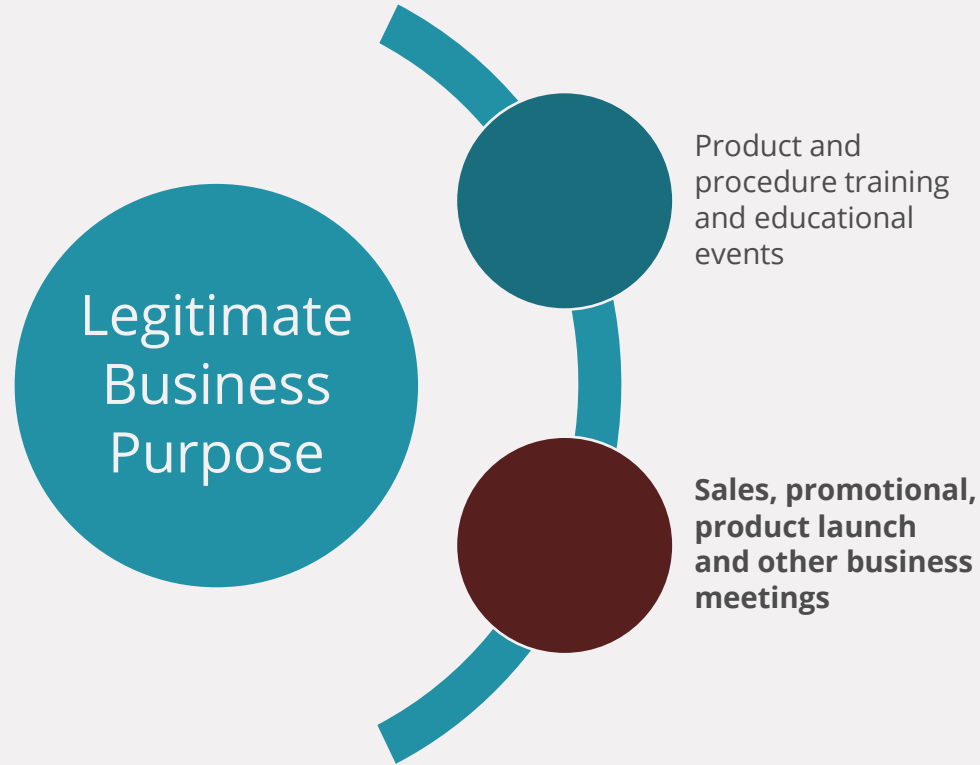 Legitimate
Business
Purpose
Product and
procedure training
and educational
events
Sales, promotional,
product launch
and other business
meetings